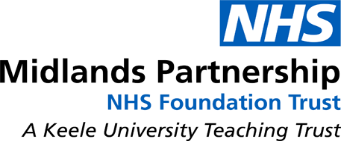 NHS
Midlands Partnership
NHS Foundation Trust
A Keele University Teaching Trust